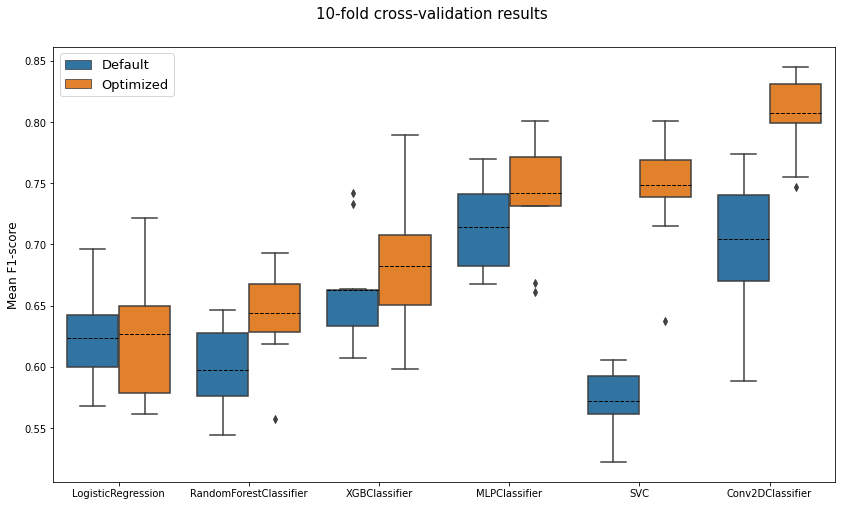 10-fold cross-validation results
Default
Optimized
Mean F1-score
0.85
0.80
0.75
0.70
0.65
0.60
0.55
LogisticRegression
RandomForestClassifier
XGBClassifier
MLPClassifier
SVC
Conv2DClassifier